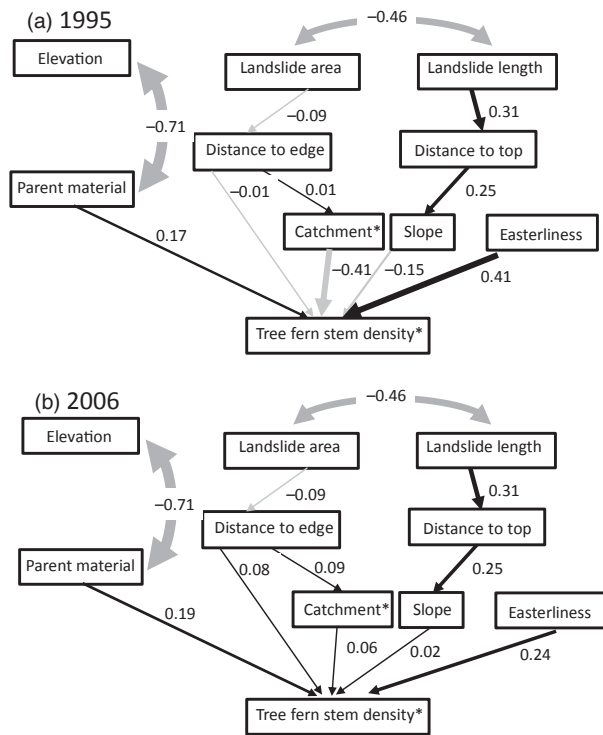 (a) 1995
−0.46
Elevation
Landslide area
Landslide length
−0.09
0.31
−0.71
Distance to edge
Distance to top
Parent material
−0.01
0.01
0.25
Catchment*
Slope
Easterliness
0.17
−0.41
−0.15
0.41
Tree fern stem density*
(b) 2006
−0.46
Elevation
Landslide area
Landslide length
−0.09
0.31
−0.71
Distance to edge
Distance to top
Parent material
0.08
0.09
0.25
Catchment*
Slope
Easterliness
0.19
0.06
0.02
0.24
Tree fern stem density*